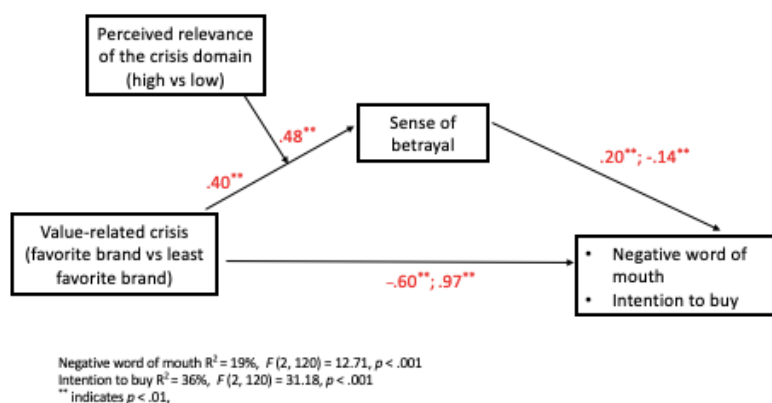 Perceived relevance
of the crisis domain
(high vs low)
.48**
Sense of
betrayal
.40**
.20**; -.14**
Value-related crisis
(favorite brand vs least
favorite brand)
-.60**; .97**
• Negative word of
mouth
• Intention to buy
Negative word of mouth R² = 19%, F (2, 120) = 12.71, p < .001
Intention to buy R² = 36%, F (2, 120) = 31.18, p < .001
** indicates p < .01,